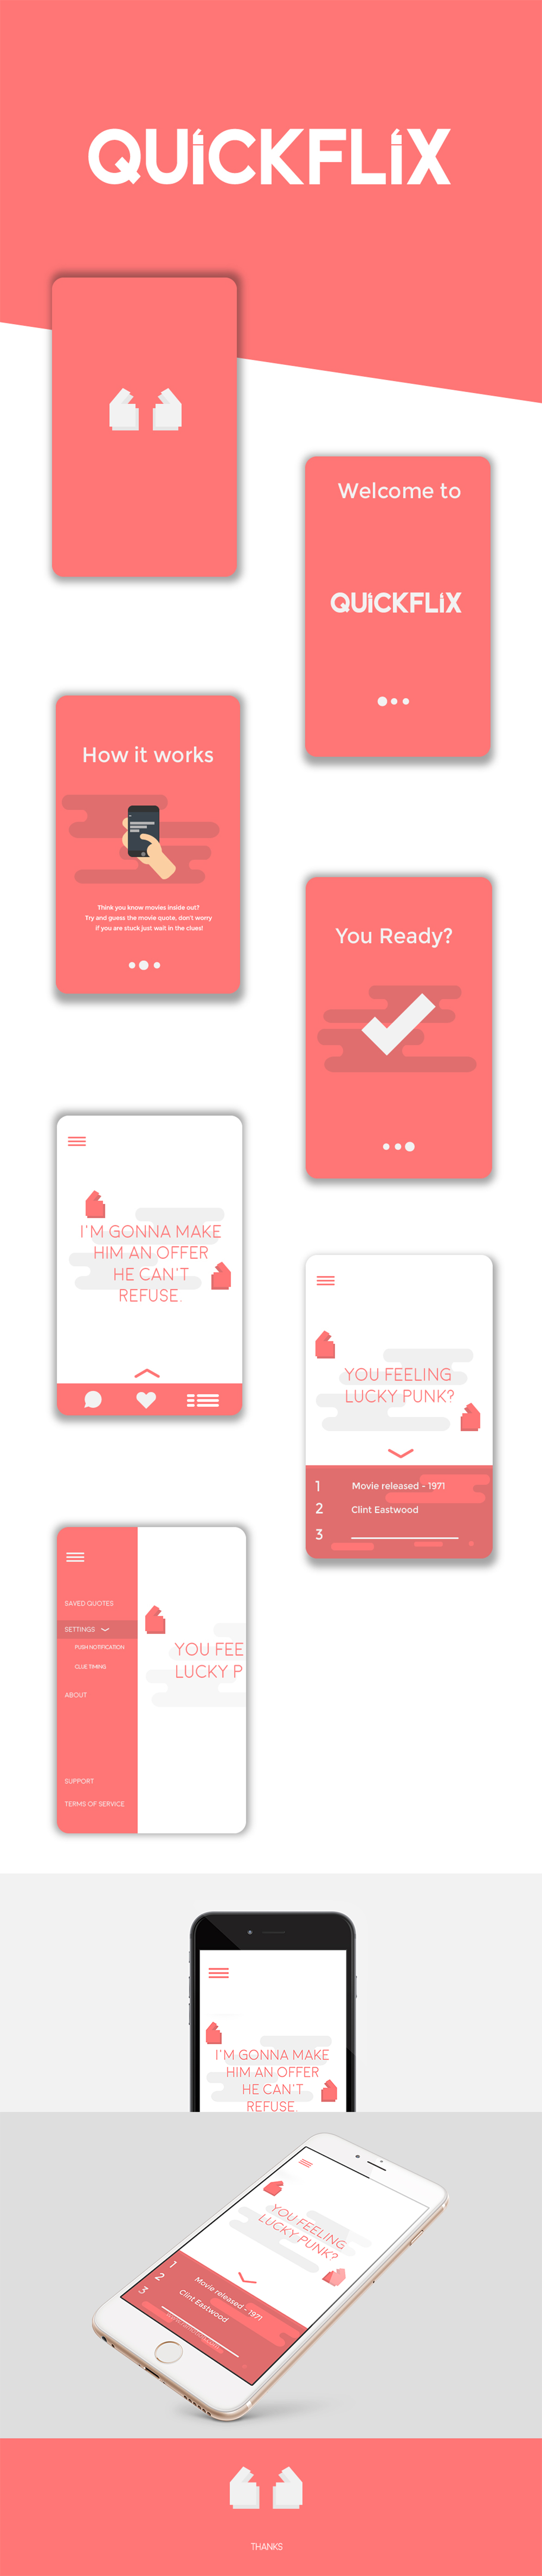 QUICKFLIX
Welcome to
QUICKFLIX
How it works
Think you know movies inside out?
Try and guess the movie quote, don't worry
if you are stuck just wait in the clues!
You Ready?
I'M GONNA MAKE
HIM AN OFFER
HE CAN'T
REFUSE.
YOU FEELING
LUCKY PUNK?
1 Movie released - 1971
2 Clint Eastwood
3
SAVED QUOTES
SETTINGS
PUSH NOTIFICATION
CLUE TIMING
ABOUT
SUPPORT
TERMS OF SERVICE
YOU FEE
LUCKY P
I'M GONNA MAKE
HIM AN OFFER
HE CAN'T
REFUSE.
YOU FEELING
LUCKY PUNK?
1 Movie released - 1971
2 Clint Eastwood
3
THANKS